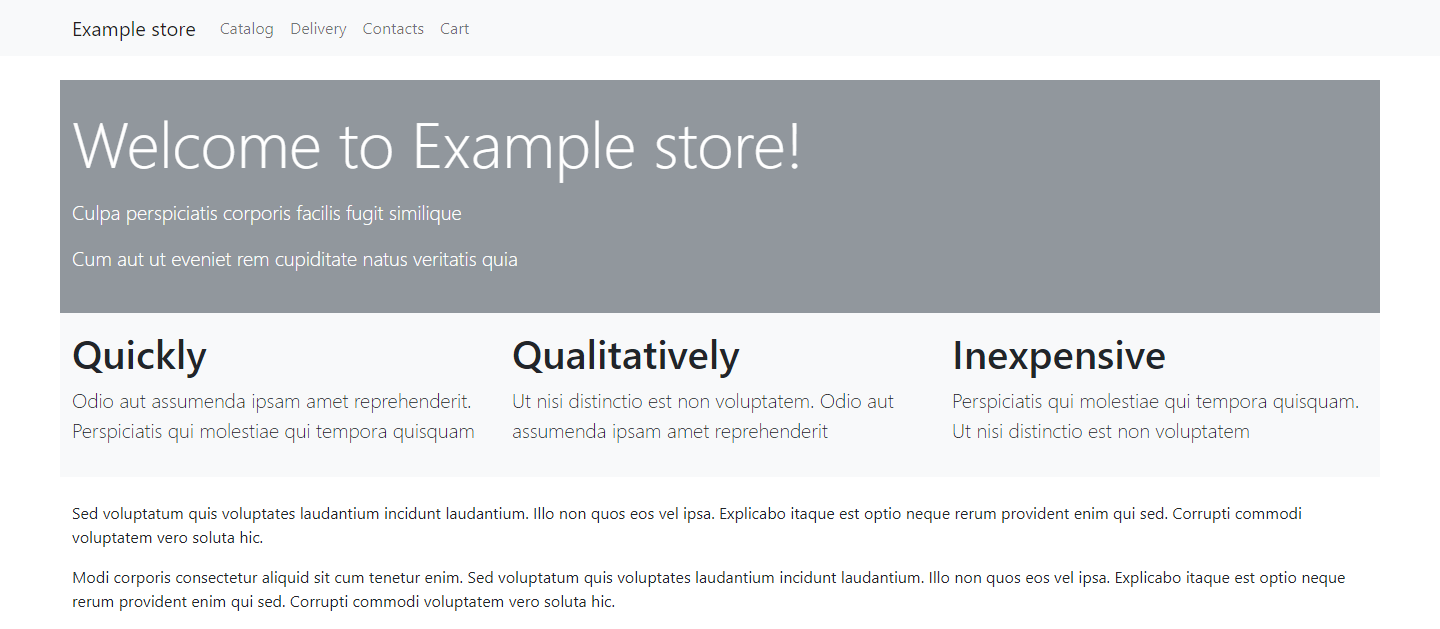 Example store Catalog Delivery Contacts Cart
Welcome to Example store!
Culpa perspiciatis corporis facilis fugit similique
Cum aut ut eveniet rem cupiditate natus veritatis quia
Quickly
Odio aut assumenda ipsam amet reprehenderit.
Perspiciatis qui molestiae qui tempora quisquam
Qualitatively
Ut nisi distinctio est non voluptatem. Odio aut
assumenda ipsam amet reprehenderit
Inexpensive
Perspiciatis qui molestiae qui tempora quisquam.
Ut nisi distinctio est non voluptatem
Sed voluptatum quis voluptates laudantium incidunt laudantium. Illo non quos eos vel ipsa. Explicabo itaque est optio neque rerum provident enim qui sed. Corrupti commodi
voluptatem vero soluta hic.
Modi corporis consectetur aliquid sit cum tenetur enim. Sed voluptatum quis voluptates laudantium incidunt laudantium. Illo non quos eos vel ipsa. Explicabo itaque est optio neque
rerum provident enim qui sed. Corrupti commodi voluptatem vero soluta hic.